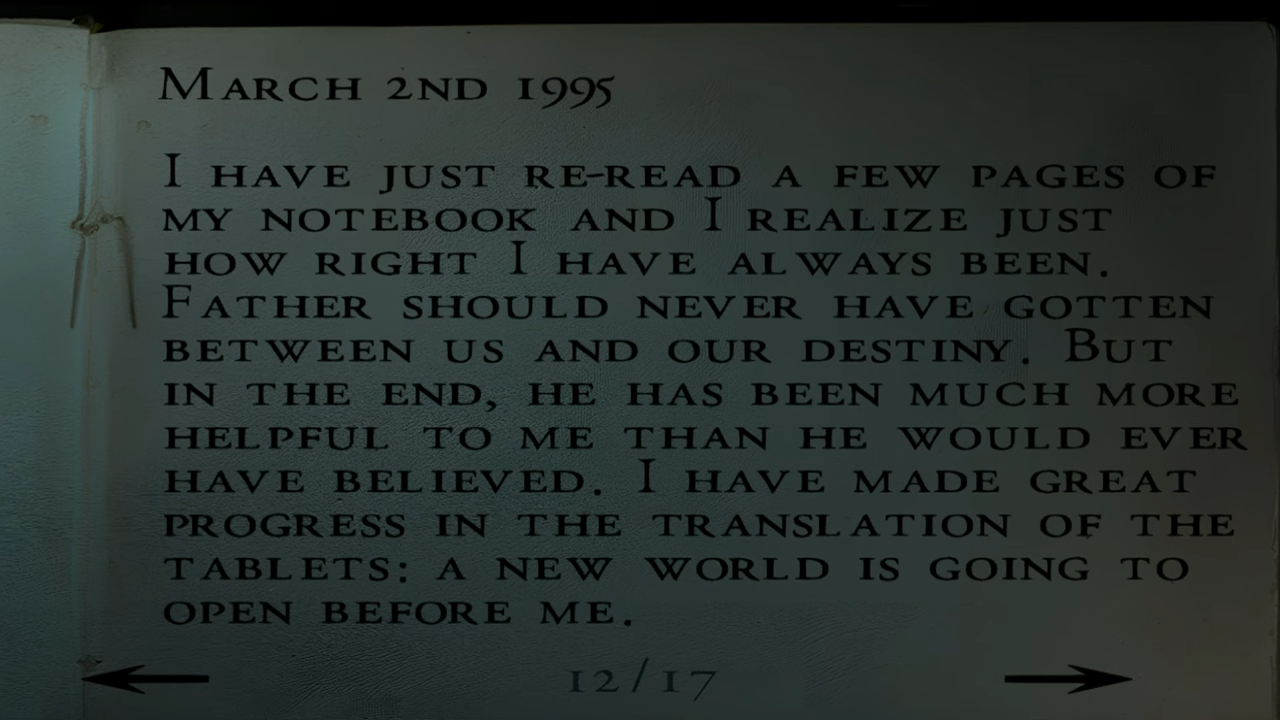 March 2nd 1995
I have just re-read a few pages of
my notebook and I realize just
how right I have always been.
Father should never have gotten
between us and our destiny. But
in the end, he has been much more
helpful to me than he would ever
have believed. I have made great
progress in the translation of the
tablets: a new world is going to
open before me.
12/17